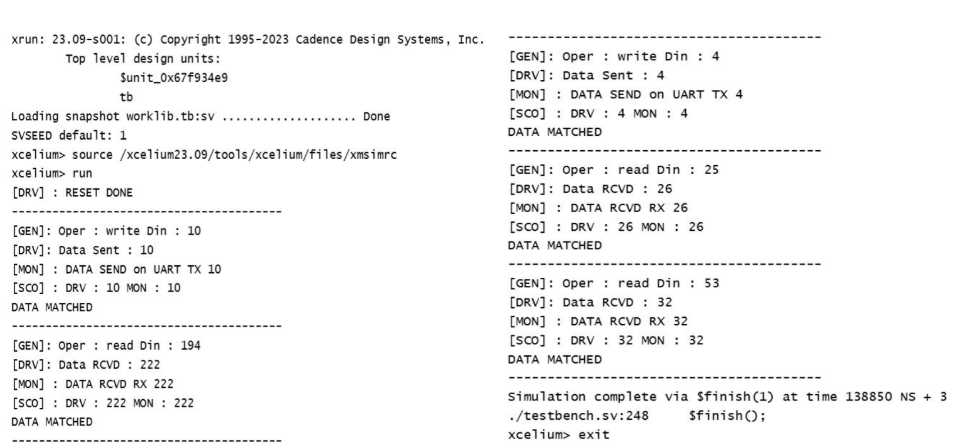 xrun: 23.09-s001: (c) Copyright 1995-2023 Cadence Design Systems, Inc.
Top level design units:
$unit_0x67f934e9
tb
Loading snapshot worklib.tb:sv .................... Done
SVSEED default: 1
xcelium> source /xcelium23.09/tools/xcelium/files/xmsimrc
xcelium> run
[DRV] : RESET DONE
----------------------------------------
[GEN]: Oper : write Din : 10
[DRV]: Data Sent : 10
[MON] : DATA SEND on UART TX 10
[SCO] : DRV : 10 MON : 10
DATA MATCHED
----------------------------------------
[GEN]: Oper : read Din : 194
[DRV]: Data RCVD : 222
[MON] : DATA RCVD RX 222
[SCO] : DRV : 222 MON : 222
DATA MATCHED
----------------------------------------
----------------------------------------
[GEN]: Oper : write Din : 4
[DRV]: Data Sent : 4
[MON] : DATA SEND on UART TX 4
[SCO] : DRV : 4 MON : 4
DATA MATCHED
----------------------------------------
[GEN]: Oper : read Din : 25
[DRV]: Data RCVD : 26
[MON] : DATA RCVD RX 26
[SCO] : DRV : 26 MON : 26
DATA MATCHED
----------------------------------------
[GEN]: Oper : read Din : 53
[DRV]: Data RCVD : 32
[MON] : DATA RCVD RX 32
[SCO] : DRV : 32 MON : 32
DATA MATCHED
----------------------------------------
Simulation complete via $finish(1) at time 138850 NS + 3
./testbench.sv:248 $finish();
xcelium> exit